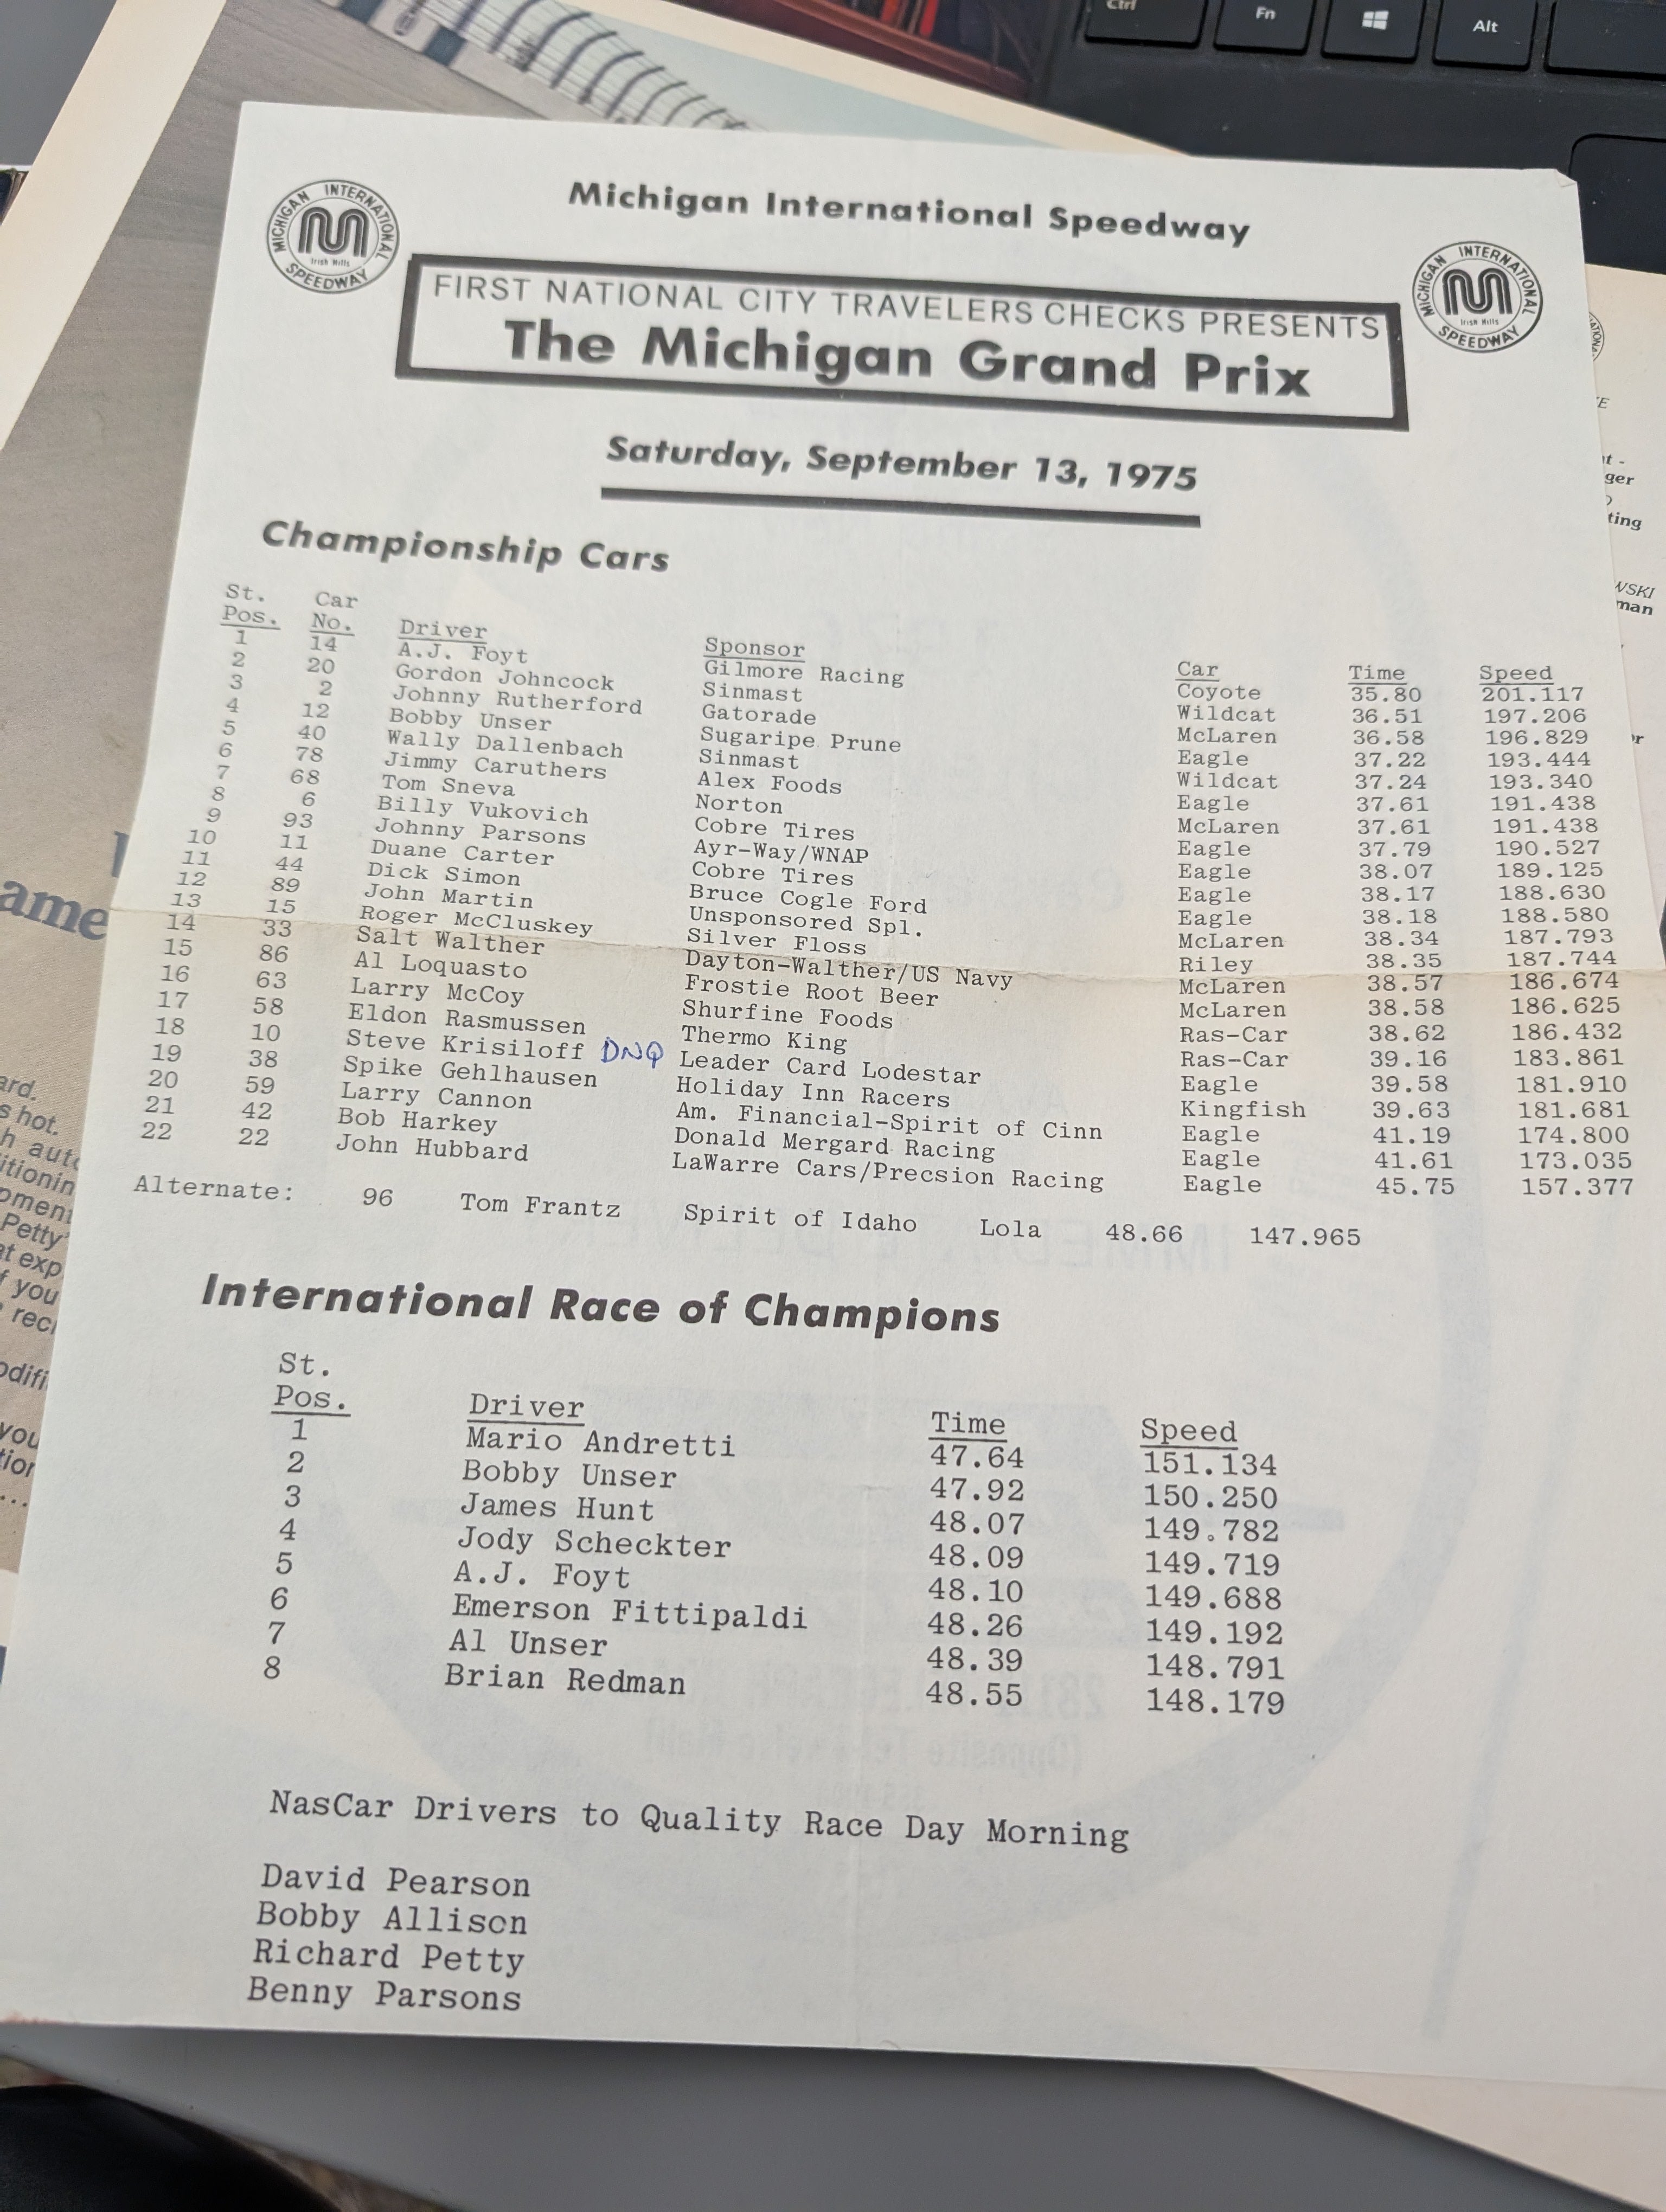 Ctrl
Fn
Alt
Michigan International Speedway
MICHIGAN INTERNATIONAL SPEEDWAY
Irish Hills
MICHIGAN INTERNATIONAL SPEEDWAY
Irish Hills
FIRST NATIONAL CITY TRAVELERS CHECKS PRESENTS
The Michigan Grand Prix
Saturday, September 13, 1975
Championship Cars
St. Pos. Car No. Driver Sponsor Car Time Speed
1 14 A.J. Foyt Gilmore Racing Coyote 35.80 201.117
2 20 Gordon Johncock Sinmast Wildcat 36.51 197.206
3 2 Johnny Rutherford Gatorade McLaren 36.58 196.829
4 12 Bobby Unser Sugaripe Prune Eagle 37.22 193.444
5 40 Wally Dallenbach Sinmast Wildcat 37.24 193.340
6 78 Jimmy Caruthers Alex Foods Eagle 37.61 191.438
7 68 Tom Sneva Norton McLaren 37.61 191.438
8 6 Billy Vukovich Cobre Tires Eagle 37.79 190.527
9 93 Johnny Parsons Ayr-Way/WNAP Eagle 38.07 189.125
10 11 Duane Carter Cobre Tires Eagle 38.17 188.630
11 44 Dick Simon Bruce Cogle Ford Eagle 38.18 188.580
12 89 John Martin Unsponsored Spl. McLaren 38.34 187.793
13 15 Roger McCluskey Silver Floss Riley 38.35 187.744
14 33 Salt Walther Dayton-Walther/US Navy McLaren 38.57 186.674
15 86 Al Loquasto Frostie Root Beer McLaren 38.58 186.625
16 63 Larry McCoy Shurfine Foods Ras-Car 38.62 186.432
17 58 Eldon Rasmussen Thermo King Ras-Car 39.16 183.861
18 10 Steve Krisiloff DNQ Leader Card Lodestar Eagle 39.58 181.910
19 38 Spike Gehlhausen Holiday Inn Racers Kingfish 39.63 181.681
20 59 Larry Cannon Am. Financial-Spirit of Cinn Eagle 41.19 174.800
21 42 Bob Harkey Donald Mergard Racing Eagle 41.61 173.035
22 22 John Hubbard LaWarre Cars/Precsion Racing Eagle 45.75 157.377
Alternate: 96 Tom Frantz Spirit of Idaho Lola 48.66 147.965
International Race of Champions
St. Pos. Driver Time Speed
1 Mario Andretti 47.64 151.134
2 Bobby Unser 47.92 150.250
3 James Hunt 48.07 149.782
4 Jody Scheckter 48.09 149.719
5 A.J. Foyt 48.10 149.688
6 Emerson Fittipaldi 48.26 149.192
7 Al Unser 48.39 148.791
8 Brian Redman 48.55 148.179
NasCar Drivers to Quality Race Day Morning
David Pearson
Bobby Allison
Richard Petty
Benny Parsons